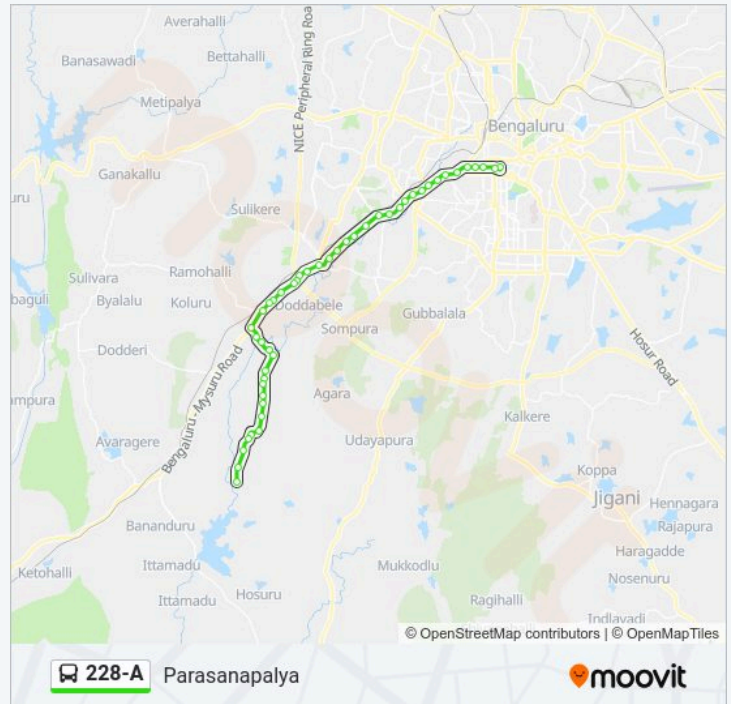 Averahalli
Banasawadi
Bettahalli
NICE Peripheral Ring Roa
Metipalya
Bengaluru
Ganakallu
uru
Sulikere
Sulivara
Ramohalli
baguli
Byalalu
Koluru
Doddabele
Gubbalala
Sompura
Dodderi
Hosur Road
Bengaluru - Mysuru Road
ampura
Agara
Kalkere
Udayapura
Avaragere
Koppa
Jigani
Hennagara
Bananduru
Rajapura
Haragadde
Ittamadu
Mukkodlu
Ketohalli
Nosenuru
Hosuru
Ittamadu
Ragihalli
Indlavadi
© OpenStreetMap contributors | © OpenMapTiles
228-A Parasanapalya
moovit